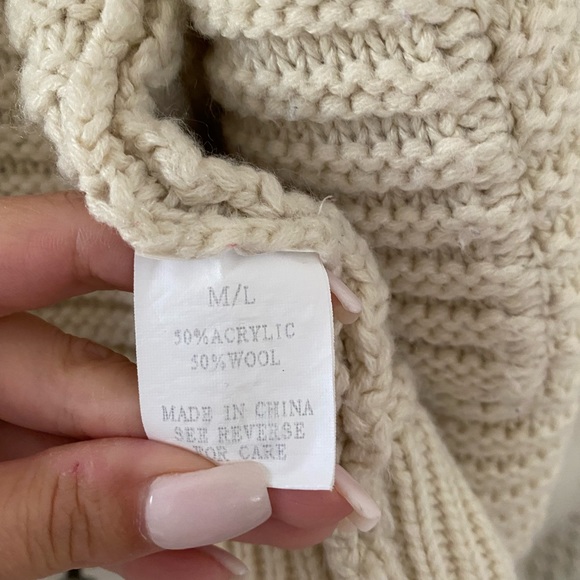 M/L
50%ACRYLIC
50%WOOL
MADE IN CHINA
SEE REVERSE
FOR CARE